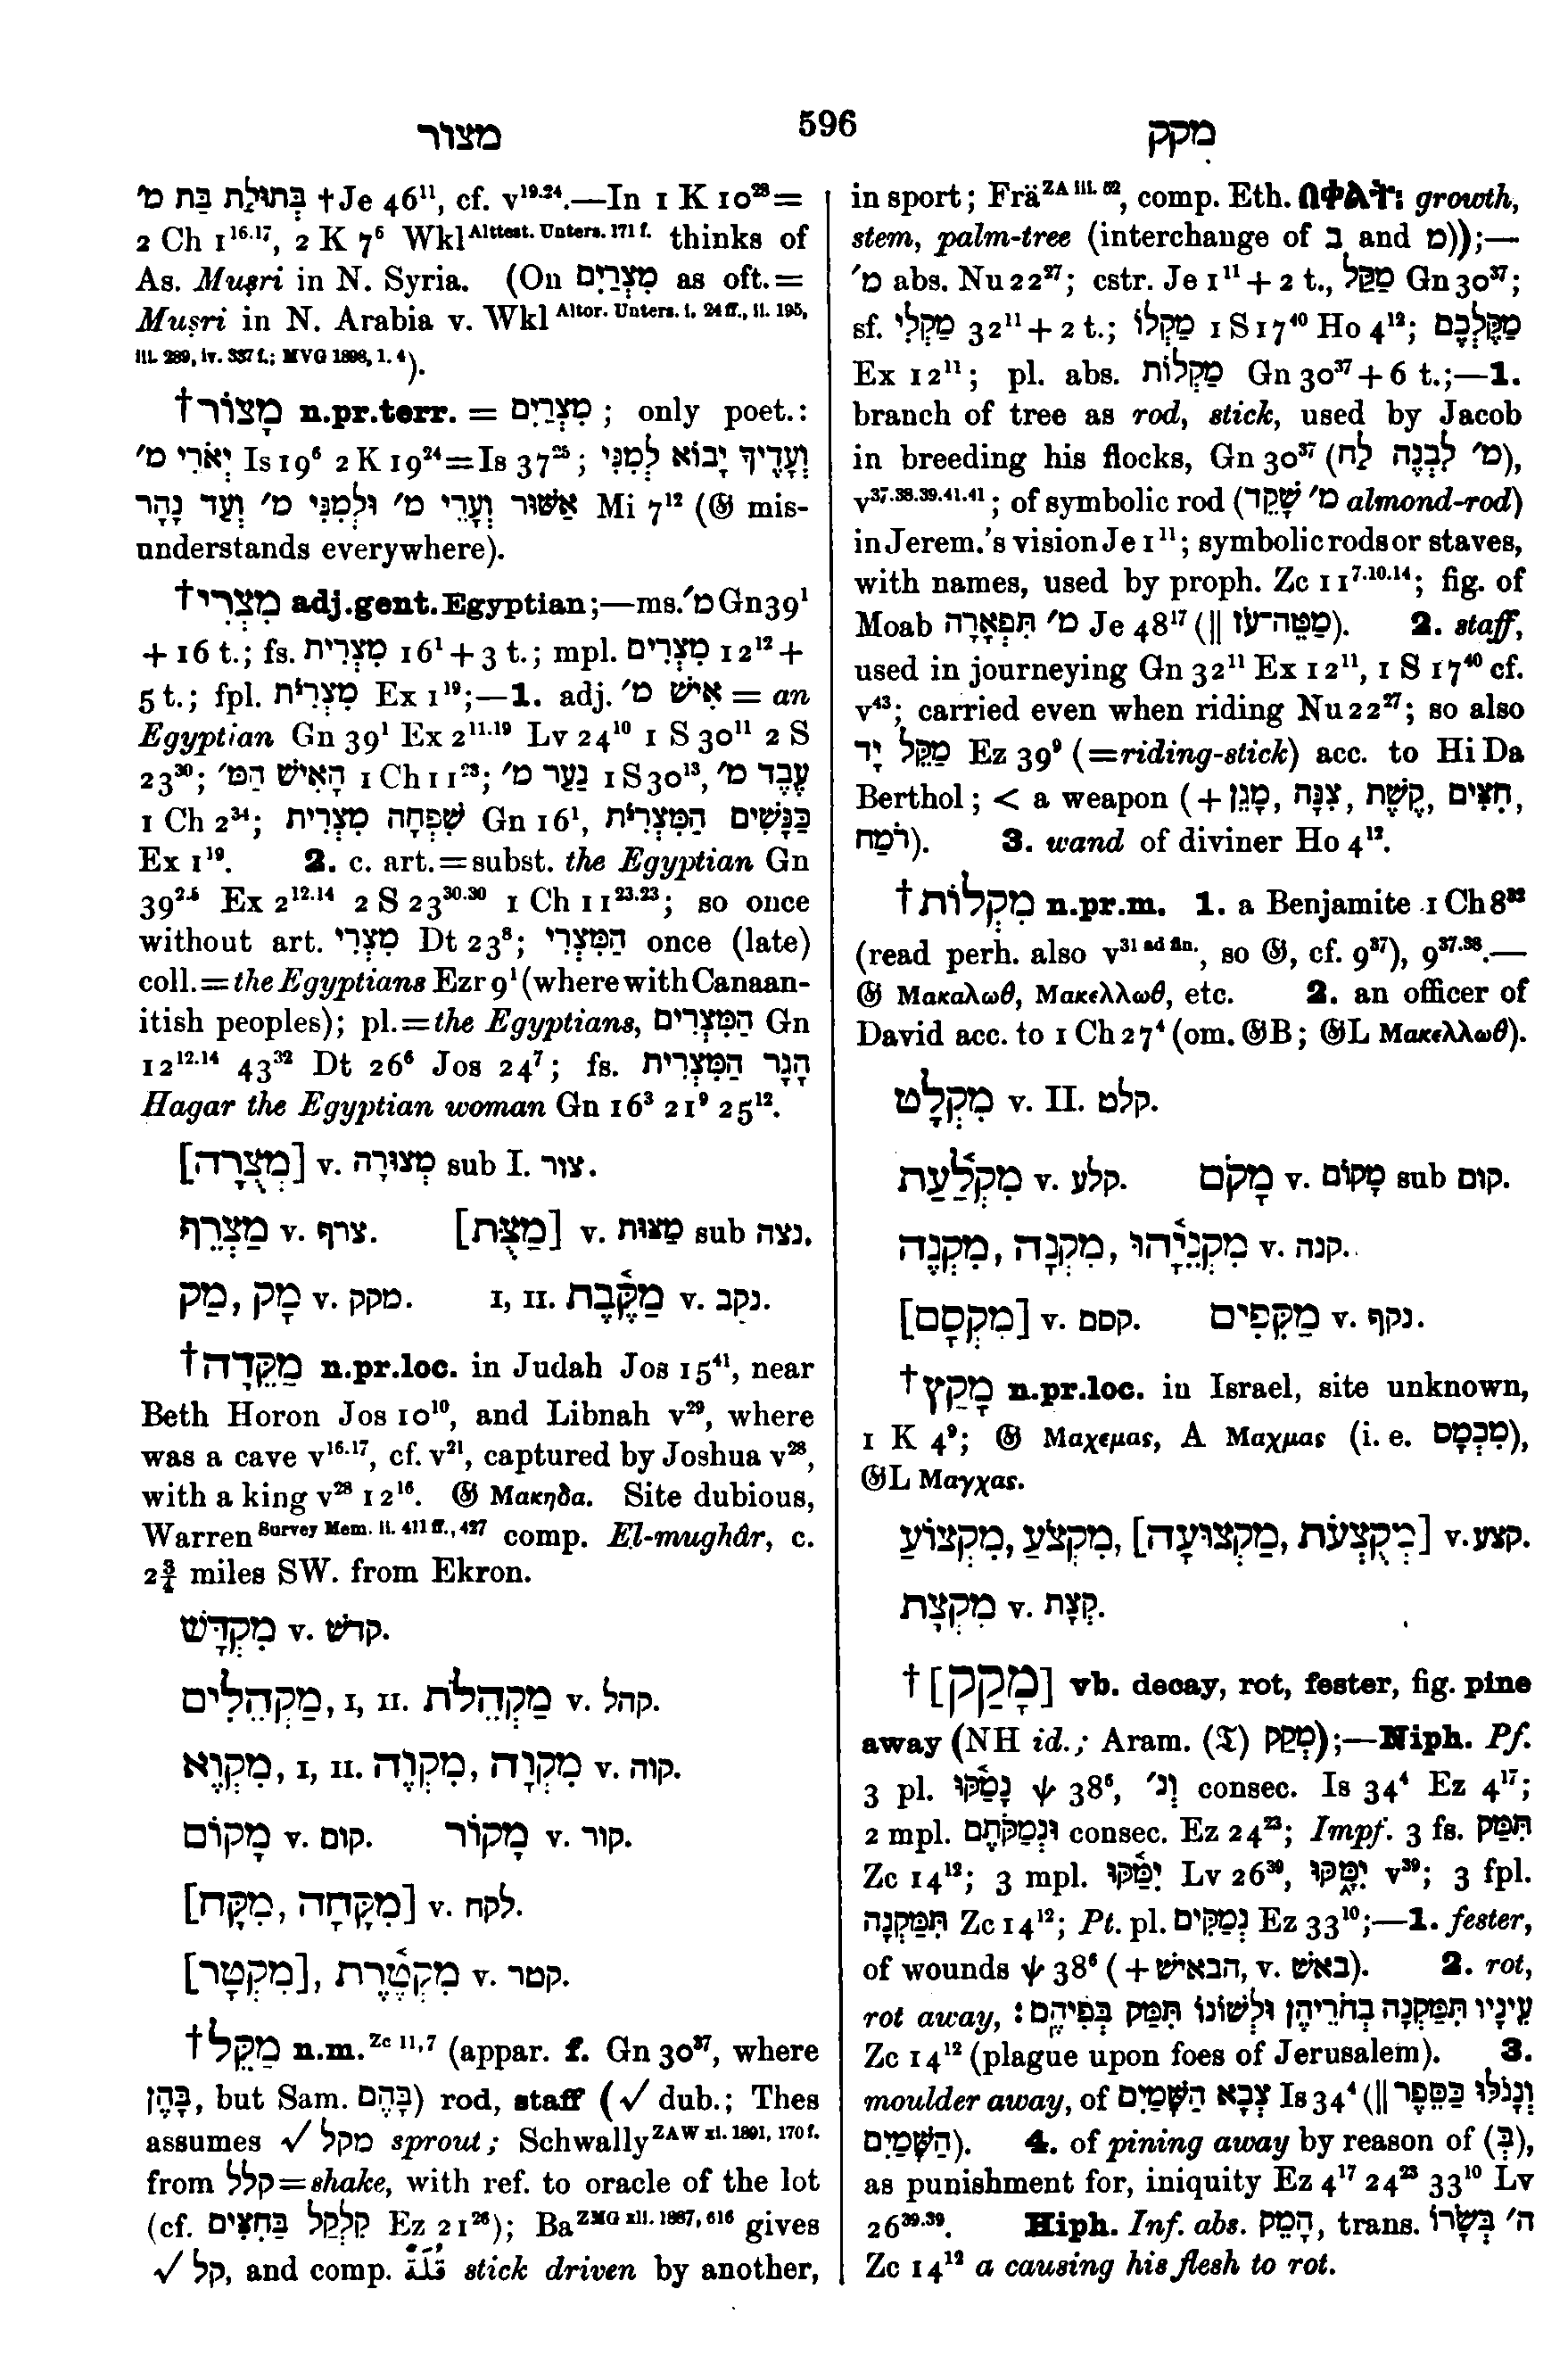 מצור
596
מקק
בְּתוּלַת בַּת מ׳ †Je 46¹¹, cf. v¹⁹·²⁴.—In 1 K 10²⁸=
2 Ch 1¹⁶·¹⁷, 2 K 7⁶ Wkl Alttest. Unters. 171 f. thinks of
As. Muṣri in N. Syria. (On מִצְרַיִם as oft.=
Muṣri in N. Arabia v. Wkl Altor. Unters. i. 24 ff., ii. 195,
iii. 289, iv. 337 f.; MVG 1898, 1. 4).
†מָצוֹר n.pr.terr. = מִצְרַיִם; only poet.:
יְאֹרֵי מ׳ Is 19⁶ 2 K 19²⁴=Is 37²⁵; וְעָדֶיךָ יָבוֹא לְמִנִּי
אַשּׁוּר וְעָרֵי מ׳ וּלְמִנִּי מ׳ וְעַד נָהָר Mi 7¹² (𝔊 mis-
understands everywhere).
†מִצְרִי adj.gent. Egyptian;—ms. מ׳ Gn 39¹
+ 16 t.; fs. מִצְרִית 16¹ + 3 t.; mpl. מִצְרִים 12¹² +
5 t.; fpl. מִצְרִיֹּת Ex 1¹⁹;—1. adj. אִישׁ מ׳ = an
Egyptian Gn 39¹ Ex 2¹¹·¹⁹ Lv 24¹⁰ 1 S 30¹¹ 2 S
23³⁰; הָאִישׁ הַמּ׳ 1 Ch 11²³; נַעַר מ׳ 1 S 30¹³, עֶבֶד מ׳
1 Ch 2³⁴; שִׁפְחָה מִצְרִית Gn 16¹, כַּנָּשִׁים הַמִּצְרִיֹּת
Ex 1¹⁹. 2. c. art.=subst. the Egyptian Gn
39²·⁵ Ex 2¹²·¹⁴ 2 S 23³⁰·³⁰ 1 Ch 11²³·²³; so once
without art. מִצְרִי Dt 23⁸; הַמִּצְרִי once (late)
coll.=the Egyptians Ezr 9¹ (where with Canaan-
itish peoples); pl.=the Egyptians, הַמִּצְרִים Gn
12¹²·¹⁴ 43³² Dt 26⁶ Jos 24⁷; fs. הָגָר הַמִּצְרִית
Hagar the Egyptian woman Gn 16³ 21⁹ 25¹².
[מְצֻרָה] v. מְצוּרָה sub I. צור.
מַצְרֵף v. צרף. [מַצֻּת] v. מַצּוּת sub נצה.
מָק, מַק v. מקק. I, II. מַקֶּ֫בֶת v. נקב.
†מַקֵּדָה n.pr.loc. in Judah Jos 15⁴¹, near
Beth Horon Jos 10¹⁰, and Libnah v²⁹, where
was a cave v¹⁶·¹⁷, cf. v²¹, captured by Joshua v²⁸,
with a king v²⁸ 12¹⁶. 𝔊 Μακηδα. Site dubious,
Warren Survey Mem. ii. 411 ff., 427 comp. El-mughâr, c.
2¾ miles SW. from Ekron.
מִקְדָּשׁ v. קדשׁ.
מַקְהֵלִים, I, II. מַקְהֵלֹת v. קהל.
מִקְוֶא, I, II. מִקְוֶה, מִקְוָה v. קוה.
מָקוֹם v. קום. מָקוֹר v. קור.
[מִקָּח, מִקָּחָה] v. לקח.
[מִקְטָר], מִקְטֶ֫רֶת v. קטר.
†מַקֵּל n.m. Zc 11,7 (appar. f. Gn 30³⁷, where
בָּהֶן, but Sam. בָּהֶם) rod, staff (√ dub.; Thes
assumes √ מקל sprout; Schwally ZAW xi. 1891, 170 f.
from קלל=shake, with ref. to oracle of the lot
(cf. קִלְקַל בַּחִצִּים Ez 21²⁶); Ba ZMG xli. 1887, 616 gives
√ קל, and comp. قُلَّةٌ stick driven by another,
in sport; Frä ZA iii. 52, comp. Eth. በቀልት፡ growth,
stem, palm-tree (interchange of ב and מ));—
מ׳ abs. Nu 22²⁷; cstr. Je 1¹¹ + 2 t., מַקַּל Gn 30³⁷;
sf. מַקְלִי 32¹¹ + 2 t.; מַקְלוֹ 1 S 17⁴⁰ Ho 4¹²; מַקֶּלְכֶם
Ex 12¹¹; pl. abs. מַקְלוֹת Gn 30³⁷ + 6 t.;—1.
branch of tree as rod, stick, used by Jacob
in breeding his flocks, Gn 30³⁷ (מ׳ לִבְנֶה לַח),
v³⁷·³⁸·³⁹·⁴¹·⁴¹; of symbolic rod (מ׳ שָׁקֵד almond-rod)
in Jerem.'s vision Je 1¹¹; symbolic rods or staves,
with names, used by proph. Zc 11⁷·¹⁰·¹⁴; fig. of
Moab מ׳ תִּפְאָרָה Je 48¹⁷ (‖ מַטֵּה־עֹז). 2. staff,
used in journeying Gn 32¹¹ Ex 12¹¹, 1 S 17⁴⁰ cf.
v⁴³; carried even when riding Nu 22²⁷; so also
מַקֵּל יָד Ez 39⁹ (=riding-stick) acc. to Hi Da
Berthol; < a weapon (+ מָגֵן, צִנָּה, קֶשֶׁת, חִצִּים,
רֹמַח). 3. wand of diviner Ho 4¹².
†מִקְלוֹת n.pr.m. 1. a Benjamite 1 Ch 8³²
(read perh. also v³¹ ad fin., so 𝔊, cf. 9³⁷), 9³⁷·³⁸.—
𝔊 Μακαλωθ, Μακελλωθ, etc. 2. an officer of
David acc. to 1 Ch 27⁴ (om. 𝔊B; 𝔊L Μακελλωθ).
מִקְלָט v. II. קלט.
מִקְלַ֫עַת v. קלע. מָקֹם v. מָקוֹם sub קום.
מִקְנֶה, מִקְנָה, מִקְנֵיָ֫הוּ v. קנה.
[מִקְסָם] v. קסם. מַקֵּפִים v. נקף.
†מָקַץ n.pr.loc. in Israel, site unknown,
1 K 4⁹; 𝔊 Μαχεμας, A Μαχμας (i. e. מִכְמָס),
𝔊L Μαγχας.
מִקְצוֹעַ, מִקְצֹעַ, [מַקְצוּעָה, מְקֻצְעֹת] v. קצע.
מִקְצָת v. קְצָת.
†[מָקַק] vb. decay, rot, fester, fig. pine
away (NH id.; Aram. (𝔗) מְקַק);—Niph. Pf.
3 pl. נָמַ֫קּוּ ψ 38⁶, וְנ׳ consec. Is 34⁴ Ez 4¹⁷;
2 mpl. וּנְמַקֹּתֶם consec. Ez 24²³; Impf. 3 fs. תִּמַּק
Zc 14¹²; 3 mpl. יִמַּ֫קּוּ Lv 26³⁹, יִמָּ֑קּוּ v³⁹; 3 fpl.
תִּמַּקְנָה Zc 14¹²; Pt. pl. נְמַקִּים Ez 33¹⁰;—1. fester,
of wounds ψ 38⁶ (+ הבאישׁ, v. באשׁ). 2. rot,
rot away, עֵינָיו תִּמַּקְנָה בְחֹרֵיהֶן וּלְשׁוֹנוֹ תִּמַּק בְּפִיהֶם׃
Zc 14¹² (plague upon foes of Jerusalem). 3.
moulder away, of צְבָא הַשָּׁמַיִם Is 34⁴ (‖ וְנָגֹלּוּ כַסֵּפֶר
הַשָּׁמַיִם). 4. of pining away by reason of (בְּ),
as punishment for, iniquity Ez 4¹⁷ 24²³ 33¹⁰ Lv
26³⁹·³⁹. Hiph. Inf. abs. הָמֵק, trans. ה׳ בְּשָׂרוֹ
Zc 14¹² a causing his flesh to rot.